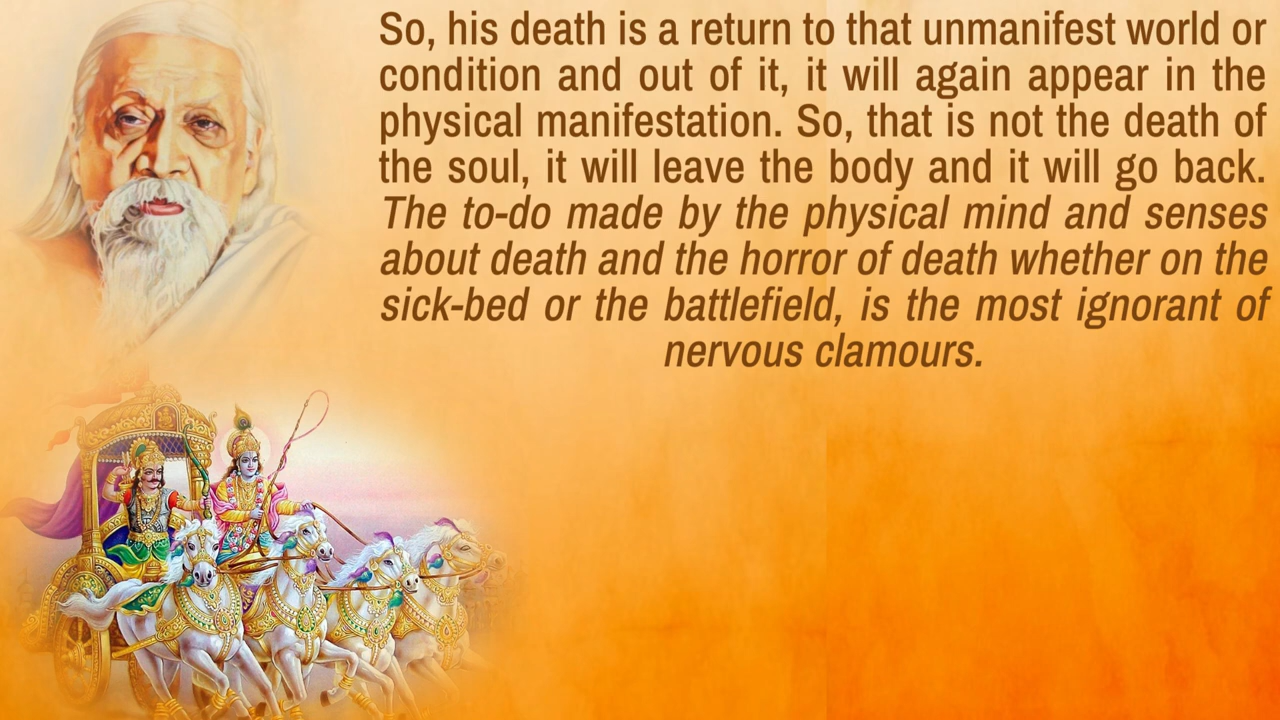 So, his death is a return to that unmanifest world or
condition and out of it, it will again appear in the
physical manifestation. So, that is not the death of
the soul, it will leave the body and it will go back.
The to-do made by the physical mind and senses
about death and the horror of death whether on the
sick-bed or the battlefield, is the most ignorant of
nervous clamours.